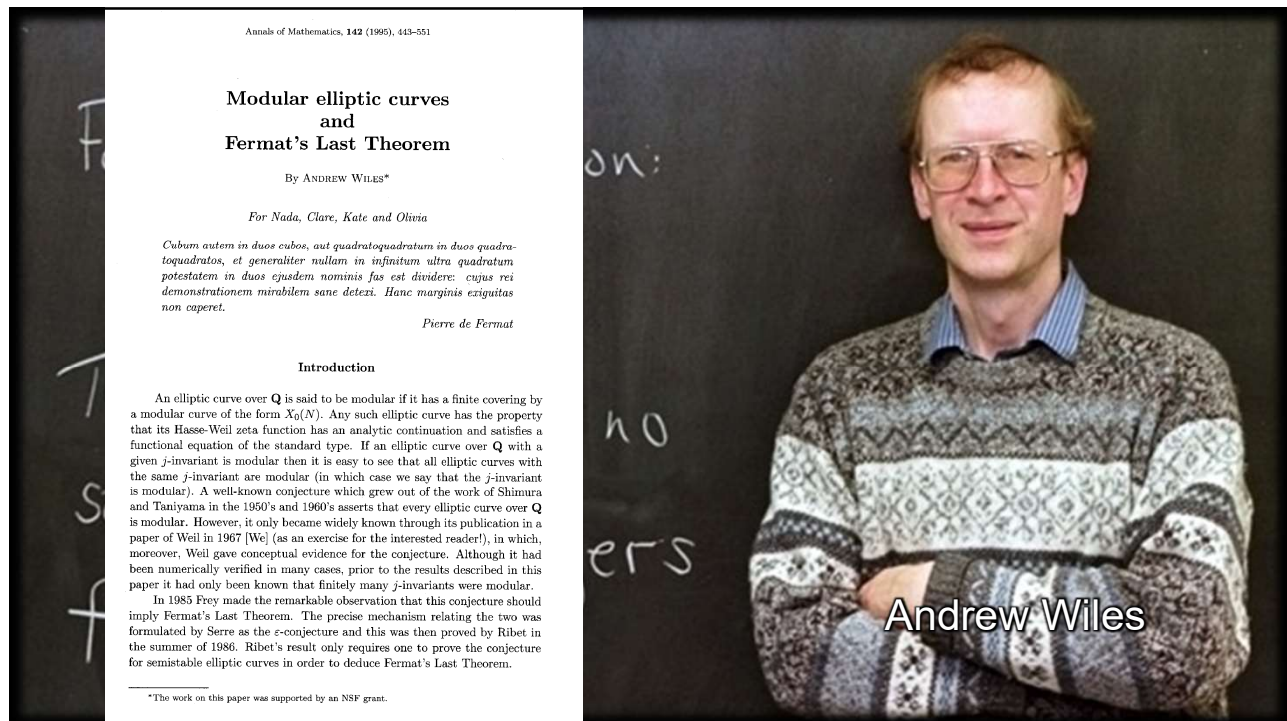 Annals of Mathematics, 142 (1995), 443–551
Modular elliptic curves
and
Fermat's Last Theorem
By ANDREW WILES*
For Nada, Clare, Kate and Olivia
Cubum autem in duos cubos, aut quadratoquadratum in duos quadra-
toquadratos, et generaliter nullam in infinitum ultra quadratum
potestatem in duos ejusdem nominis fas est dividere: cujus rei
demonstrationem mirabilem sane detexi. Hanc marginis exiguitas
non caperet.
Pierre de Fermat
Introduction
An elliptic curve over Q is said to be modular if it has a finite covering by
a modular curve of the form X₀(N). Any such elliptic curve has the property
that its Hasse-Weil zeta function has an analytic continuation and satisfies a
functional equation of the standard type. If an elliptic curve over Q with a
given j-invariant is modular then it is easy to see that all elliptic curves with
the same j-invariant are modular (in which case we say that the j-invariant
is modular). A well-known conjecture which grew out of the work of Shimura
and Taniyama in the 1950's and 1960's asserts that every elliptic curve over Q
is modular. However, it only became widely known through its publication in a
paper of Weil in 1967 [We] (as an exercise for the interested reader!), in which,
moreover, Weil gave conceptual evidence for the conjecture. Although it had
been numerically verified in many cases, prior to the results described in this
paper it had only been known that finitely many j-invariants were modular.
In 1985 Frey made the remarkable observation that this conjecture should
imply Fermat's Last Theorem. The precise mechanism relating the two was
formulated by Serre as the ε-conjecture and this was then proved by Ribet in
the summer of 1986. Ribet's result only requires one to prove the conjecture
for semistable elliptic curves in order to deduce Fermat's Last Theorem.
*The work on this paper was supported by an NSF grant.
on:
no
ers
Andrew Wiles